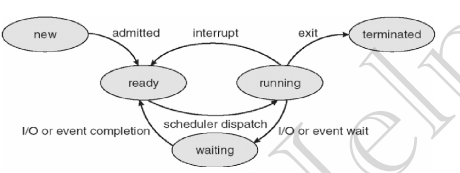 new
admitted
interrupt
exit
terminated
ready
running
scheduler dispatch
I/O or event completion
I/O or event wait
waiting